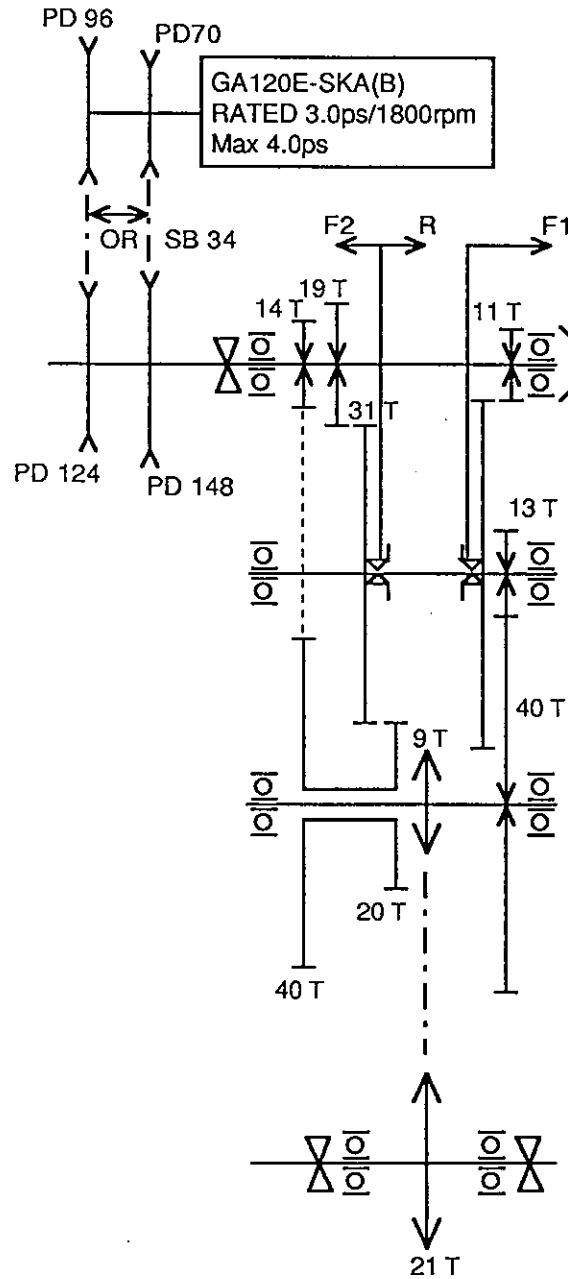 PD 96
PD70
GA120E-SKA(B)
RATED 3.0ps/1800rpm
Max 4.0ps
OR
SB 34
F2
R
F1
19 T
14 T
11 T
31 T
PD 124
PD 148
13 T
40 T
9 T
20 T
40 T
21 T